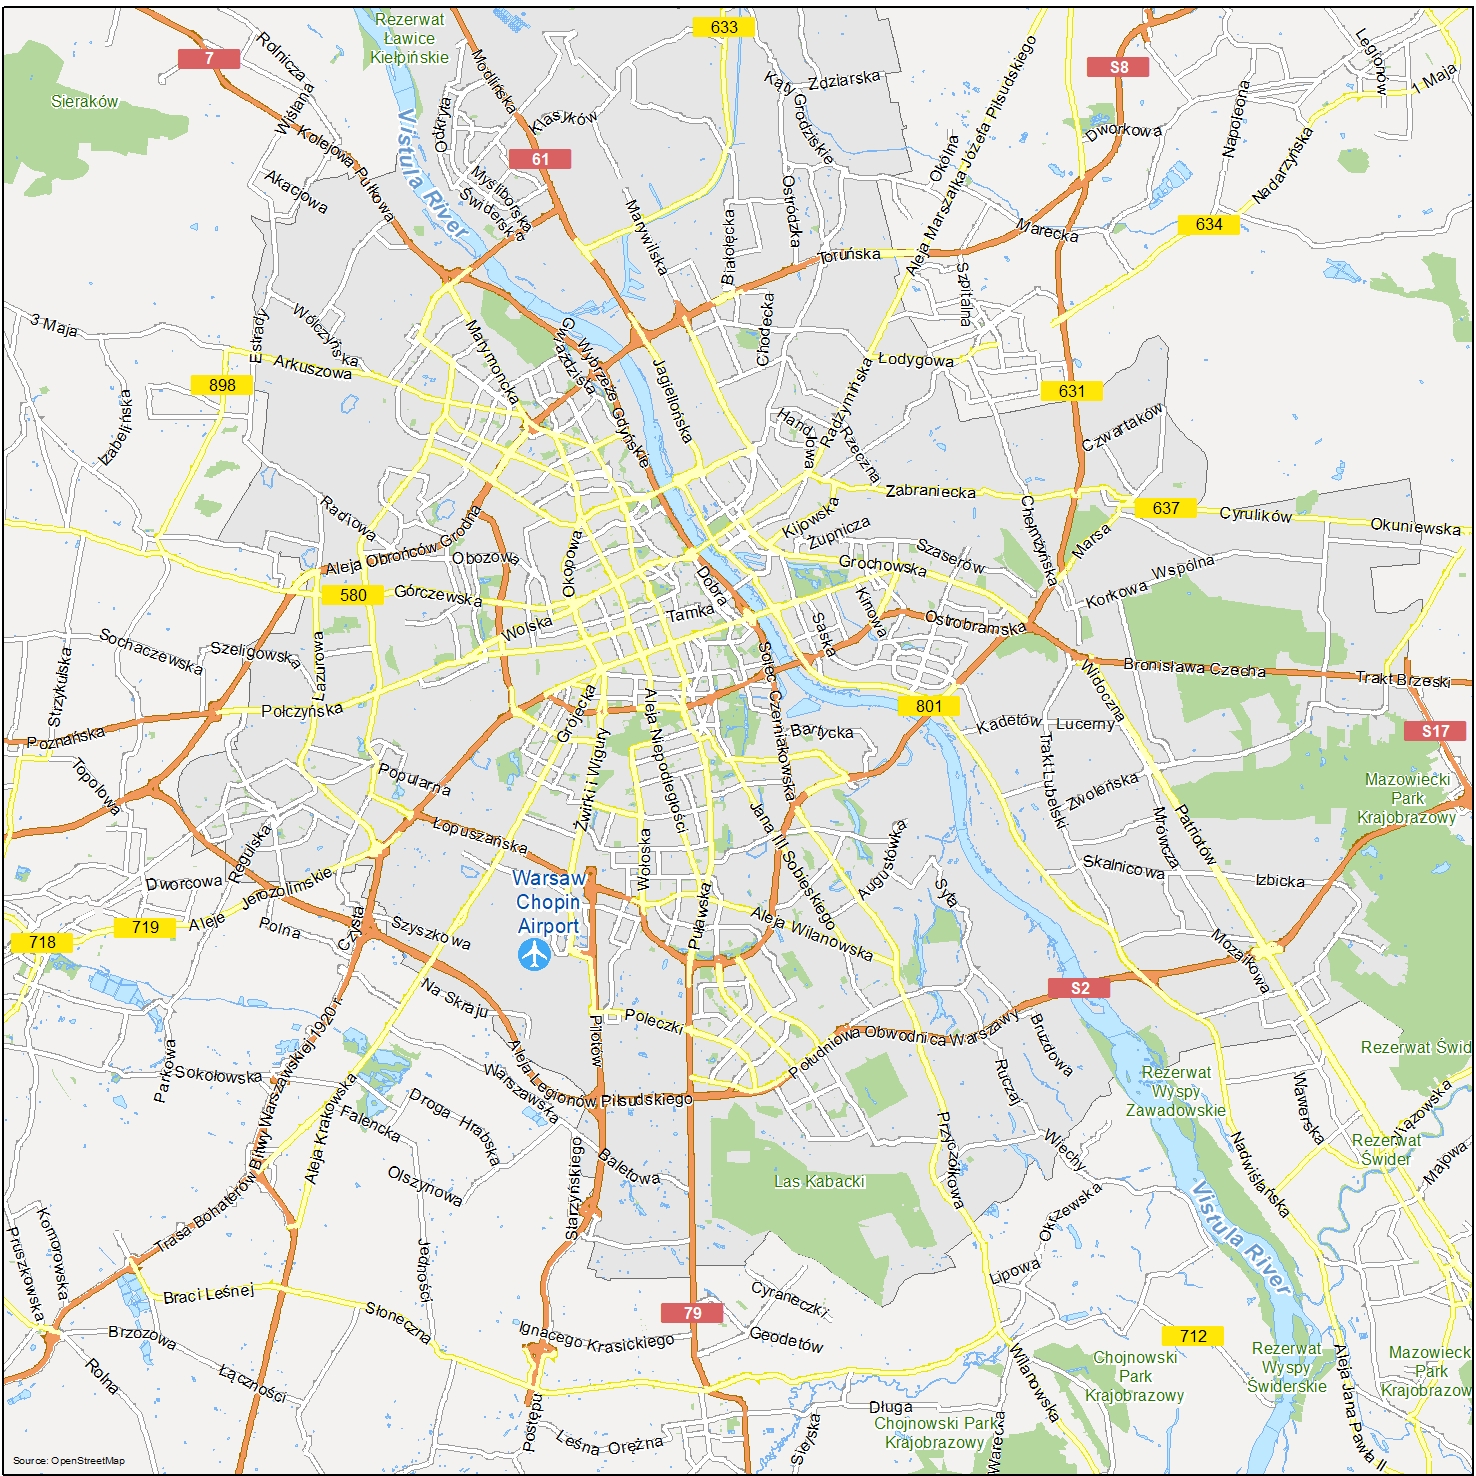 Rezerwat
Ławice
Kiełpińskie
633
7
Rolnicza
Modlińska
Legionów
S8
1 Maja
Sieraków
Wiślana
Odkryta
Klasyków
Kąty Grodziskie
Zdziarska
Aleja Marszałka Józefa Piłsudskiego
Napoleona
Kolejowa
Pułkowa
Vistula River
61
Okólna
Dworkowa
Nadarzyńska
Akacjowa
Myśliborska
Świderska
Marywilska
Białołęcka
Ostródzka
Marecka
634
Toruńska
Szpitalna
3 Maja
Estrady
Wólczyńska
Marymoncka
Gwiaździsta
Wybrzeże Gdyńskie
Chodecka
Łodygowa
Arkuszowa
898
Jagiellońska
Radzymińska
631
Izabelińska
Handlowa
Rzeczna
Czwartaków
Radiowa
Zabraniecka
Chełmżyńska
637
Cyrulików
Okuniewska
Aleja Obrońców Grodna
Obozowa
Okopowa
Kijowska
Żupnicza
Szaserów
Marsa
580
Górczewska
Dobra
Grochowska
Korkowa
Wspólna
Wolska
Tamka
Saska
Kinowa
Ostrobramska
Sochaczewska
Szeligowska
Lazurowa
Strzykulska
Solec
Czerniakowska
Widoczna
Bronisława Czecha
Trakt Brzeski
Połczyńska
Grójecka
Aleja Niepodległości
801
Kadetów
Lucerny
Poznańska
Żwirki i Wigury
Bartycka
Trakt Lubelski
S17
Topolowa
Popularna
Zwoleńska
Mazowiecki
Park
Krajobrazowy
Łopuszańska
Wołoska
Jana III Sobieskiego
Augustówka
Mrówcza
Patriotów
Regulska
Skalnicowa
Izbicka
Dworcowa
Warsaw
Chopin
Airport
Puławska
Syta
Aleje
Jerozolimskie
719
718
Polna
Czysta
Szyszkowa
Aleja Wilanowska
Mozaikowa
Na Skraju
S2
Poleczki
Pilotów
Południowa Obwodnica Warszawy
Bruzdowa
Parkowa
Sokołowska
Trasa Bohaterów Bitwy Warszawskiej 1920 r.
Aleja Krakowska
Warszawska
Aleja Legionów Piłsudskiego
Ruczaj
Rezerwat
Wyspy
Zawadowskie
Rezerwat Świd
Wawerska
Falencka
Droga Hrabska
Przyczółkowa
Wiechy
Rezerwat
Świder
Majowa
Olszynowa
Baletowa
Starzyńskiego
Las Kabacki
Nadwiślańska
Okrzewska
Vistula River
Komorowska
Pruszkowska
Jedności
Lipowa
Braci Leśnej
Cyraneczki
Słoneczna
79
Brzozowa
Ignacego Krasickiego
Geodetów
712
Rolna
Łączności
Wilanowska
Chojnowski
Park
Krajobrazowy
Rezerwat
Wyspy
Świderskie
Aleja Jana Pawła II
Mazowieck
Park
Krajobrazow
Postępu
Leśna
Orężna
Długa
Chojnowski Park
Krajobrazowy
Sierska
Warecka
Source: OpenStreetMap